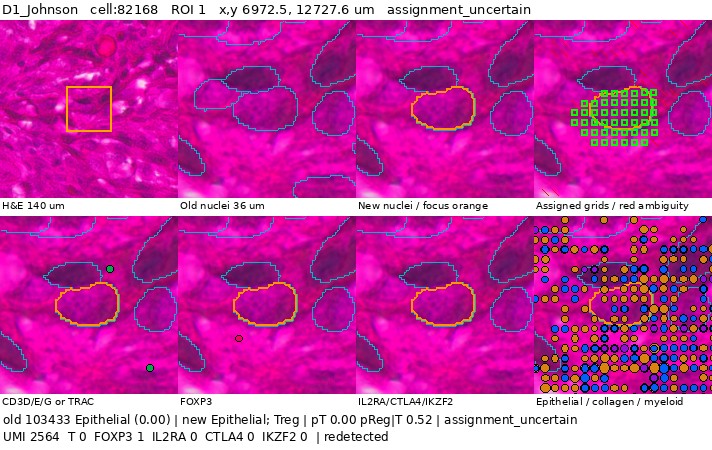 D1_Johnson cell:82168 ROI 1 x,y 6972.5, 12727.6 um assignment_uncertain
H&E 140 um
Old nuclei 36 um
New nuclei / focus orange
Assigned grids / red ambiguity
CD3D/E/G or TRAC
FOXP3
IL2RA/CTLA4/IKZF2
Epithelial / collagen / myeloid
old 103433 Epithelial (0.00) | new Epithelial; Treg | pT 0.00 pReg|T 0.52 | assignment_uncertain
UMI 2564 T 0 FOXP3 1 IL2RA 0 CTLA4 0 IKZF2 0 | redetected